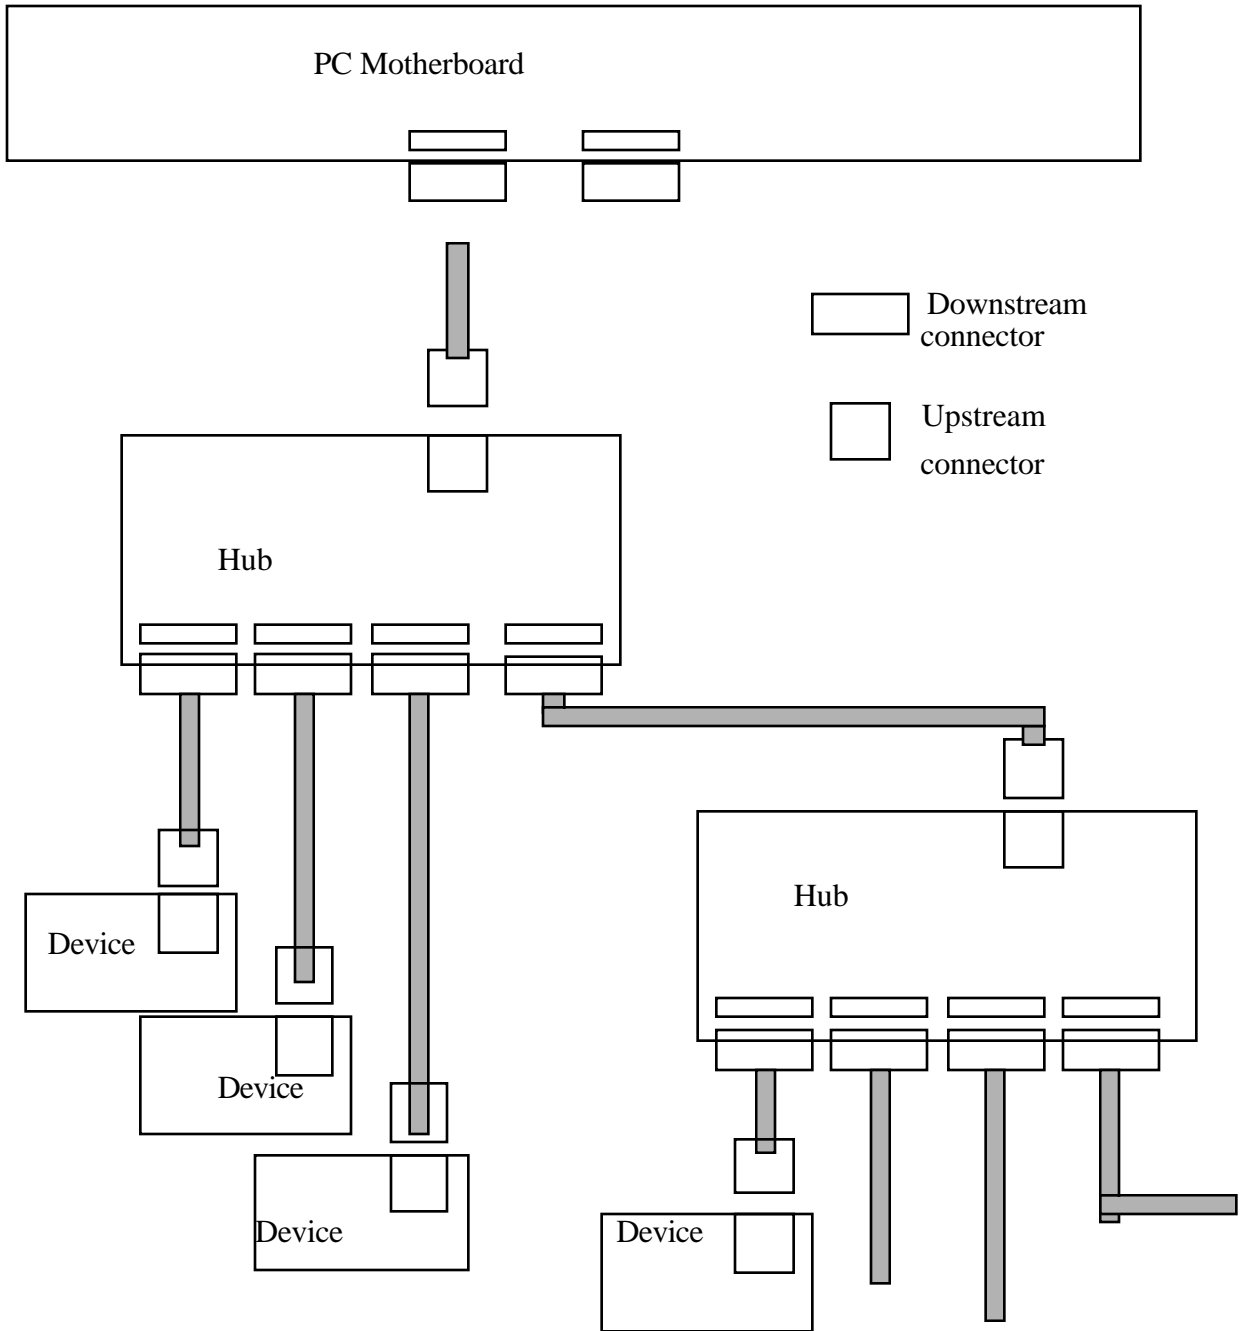 PC Motherboard
Downstream
connector
Upstream
connector
Hub
Hub
Device
Device
Device
Device